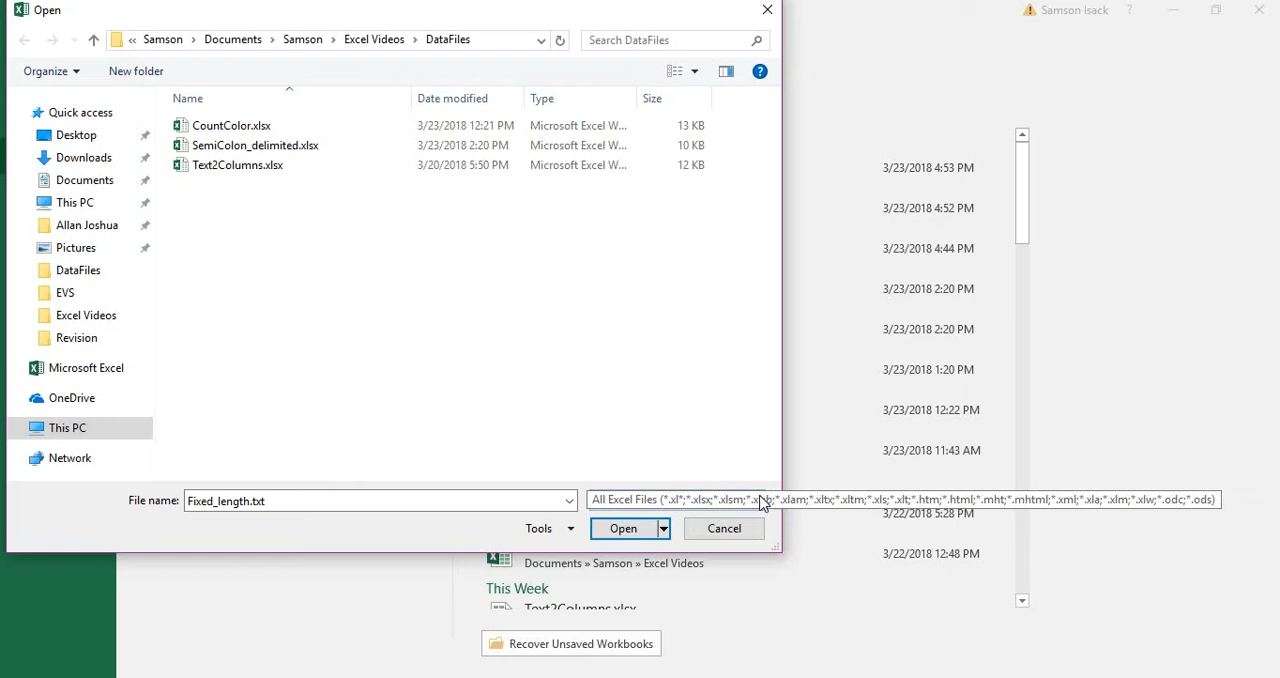 Open
Samson Isack
?
« Samson > Documents > Samson > Excel Videos > DataFiles
Search DataFiles
Organize
New folder
?
Name
Date modified
Type
Size
CountColor.xlsx 3/23/2018 12:21 PM Microsoft Excel W... 13 KB
SemiColon_delimited.xlsx 3/23/2018 2:20 PM Microsoft Excel W... 10 KB
Text2Columns.xlsx 3/20/2018 5:50 PM Microsoft Excel W... 12 KB
Quick access
Desktop
Downloads
Documents
This PC
Allan Joshua
Pictures
DataFiles
EVS
Excel Videos
Revision
Microsoft Excel
OneDrive
This PC
Network
3/23/2018 4:53 PM
3/23/2018 4:52 PM
3/23/2018 4:44 PM
3/23/2018 2:20 PM
3/23/2018 2:20 PM
3/23/2018 1:20 PM
3/23/2018 12:22 PM
3/23/2018 11:43 AM
File name: Fixed_length.txt
All Excel Files (*.xl*;*.xlsx;*.xlsm;*.xlsb;*.xlam;*.xltx;*.xltm;*.xls;*.xlt;*.htm;*.html;*.mht;*.mhtml;*.xml;*.xla;*.xlm;*.xlw;*.odc;*.ods)
3/22/2018 5:28 PM
Tools
Open
Cancel
3/22/2018 12:48 PM
Documents » Samson » Excel Videos
This Week
Text2Columns.xlsx
Recover Unsaved Workbooks